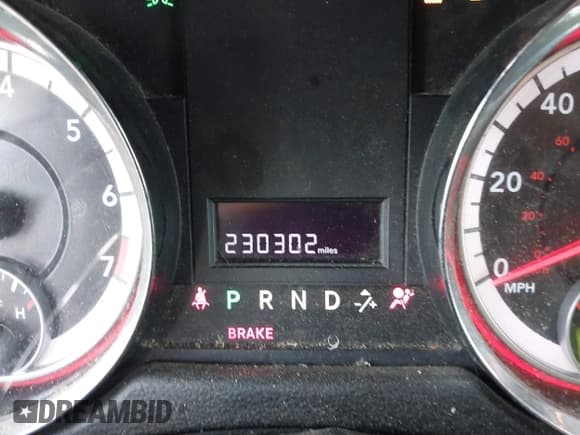 4
5
6
7
H
230302 miles
P R N D -/+
BRAKE
40
20
0
MPH
60
40
20
DREAMBID